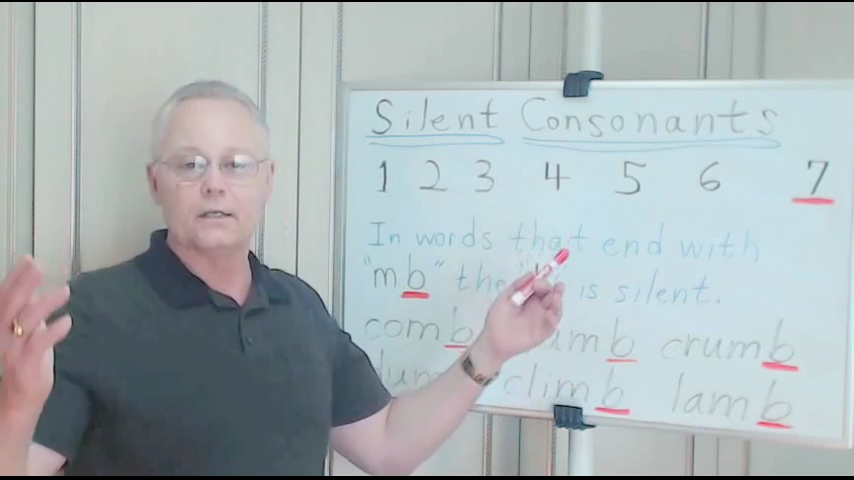 Silent Consonants
1 2 3 4 5 6 7
In words that end with
"mb" the is silent.
comb crumb
climb lamb